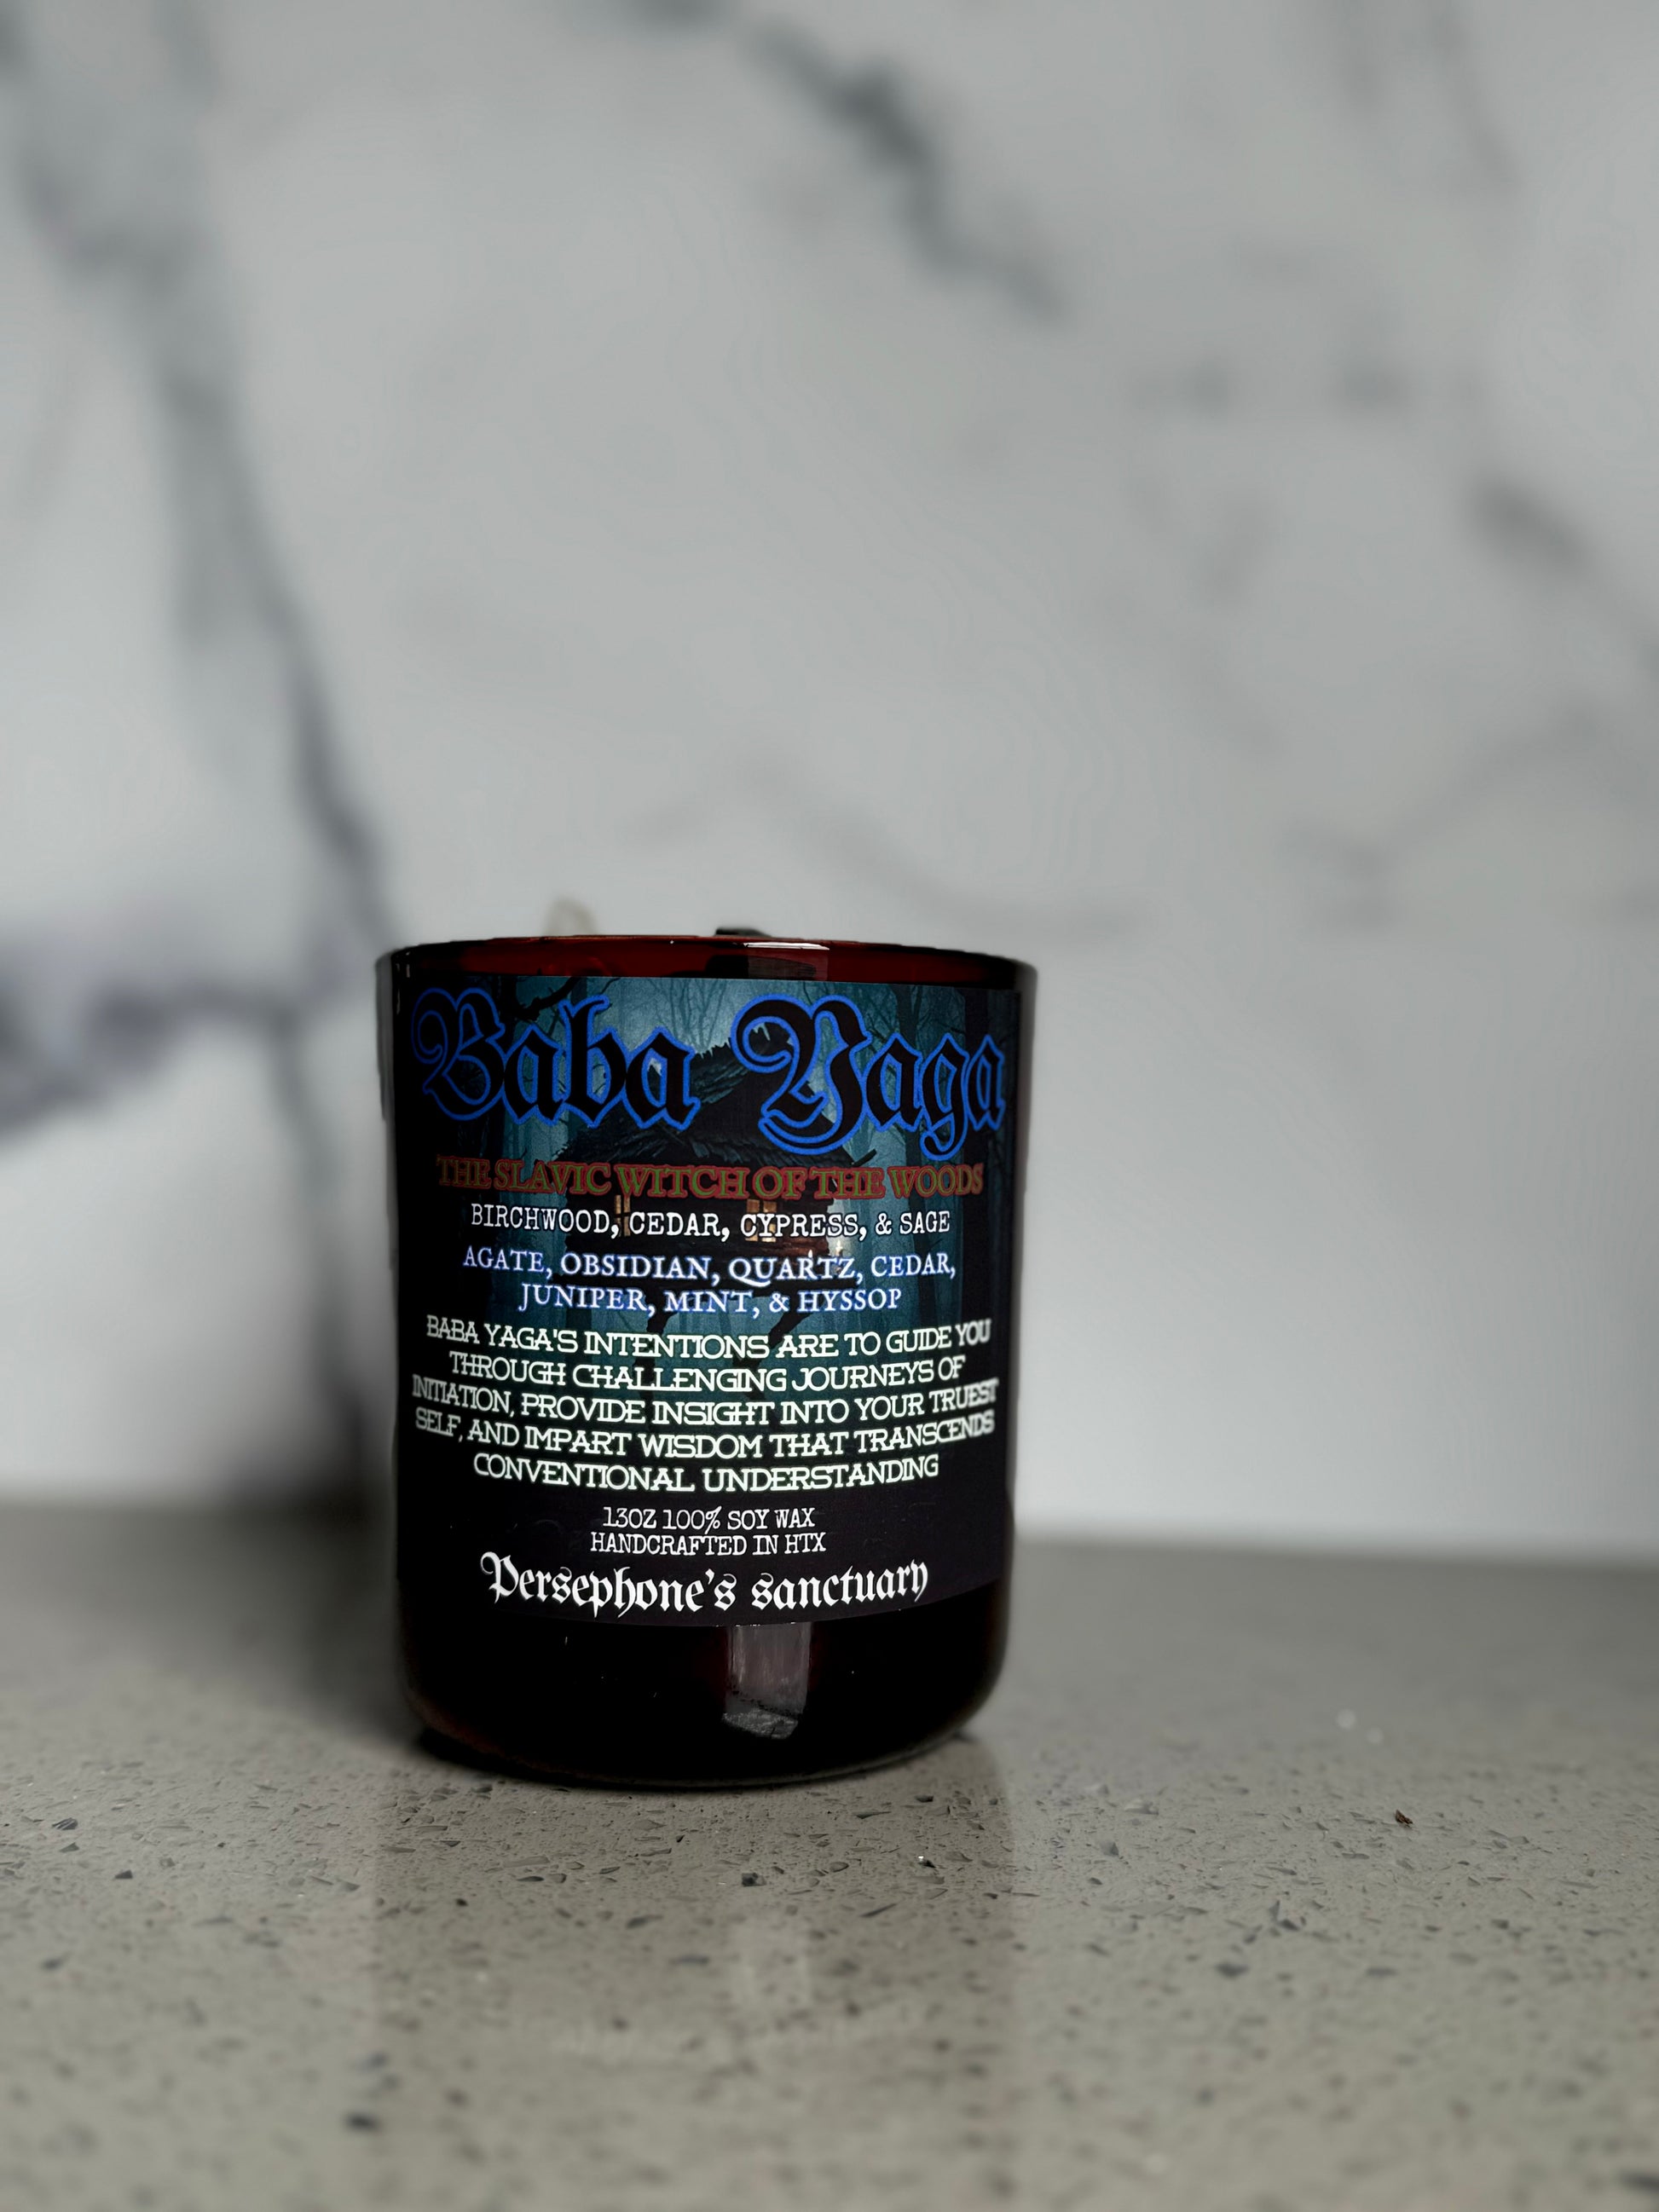 Baba Yaga
THE SLAVIC WITCH OF THE WOODS
BIRCHWOOD, CEDAR, CYPRESS, & SAGE
AGATE, OBSIDIAN, QUARTZ, CEDAR,
JUNIPER, MINT, & HYSSOP
BABA YAGA'S INTENTIONS ARE TO GUIDE YOU
THROUGH CHALLENGING JOURNEYS OF
INITIATION, PROVIDE INSIGHT INTO YOUR TRUEST
SELF, AND IMPART WISDOM THAT TRANSCENDS
CONVENTIONAL UNDERSTANDING
13OZ 100% SOY WAX
HANDCRAFTED IN HTX
Persephone's sanctuary